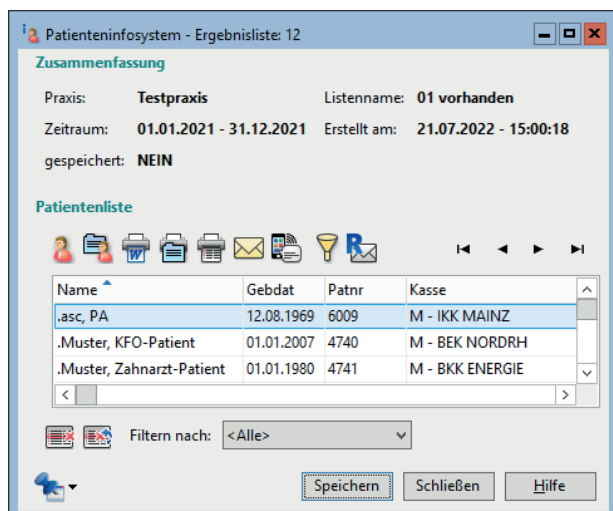 Patienteninfosystem - Ergebnisliste: 12
Zusammenfassung
Praxis: Testpraxis Listenname: 01 vorhanden
Zeitraum: 01.01.2021 - 31.12.2021 Erstellt am: 21.07.2022 - 15:00:18
gespeichert: NEIN
Patientenliste
Name Gebdat Patnr Kasse
.asc, PA 12.08.1969 6009 M - IKK MAINZ
.Muster, KFO-Patient 01.01.2007 4740 M - BEK NORDRH
.Muster, Zahnarzt-Patient 01.01.1980 4741 M - BKK ENERGIE
Filtern nach: <Alle>
Speichern Schließen Hilfe